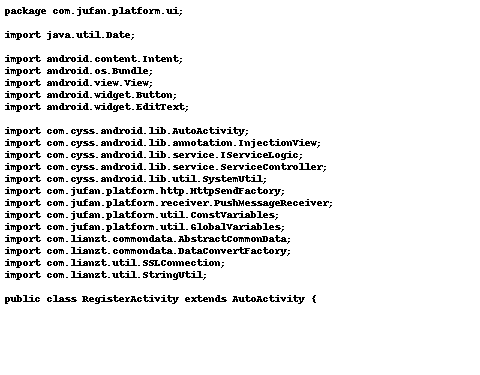 package com.jufan.platform.ui;
import java.util.Date;
import android.content.Intent;
import android.os.Bundle;
import android.view.View;
import android.widget.Button;
import android.widget.EditText;
import com.cyss.android.lib.AutoActivity;
import com.cyss.android.lib.annotation.InjectionView;
import com.cyss.android.lib.service.IServiceLogic;
import com.cyss.android.lib.service.ServiceController;
import com.cyss.android.lib.util.SystemUtil;
import com.jufan.platform.http.HttpSendFactory;
import com.jufan.platform.receiver.PushMessageReceiver;
import com.jufan.platform.util.ConstVariables;
import com.jufan.platform.util.GlobalVariables;
import com.lianzt.commondata.AbstractCommonData;
import com.lianzt.commondata.DataConvertFactory;
import com.lianzt.util.SSLConnection;
import com.lianzt.util.StringUtil;
public class RegisterActivity extends AutoActivity {